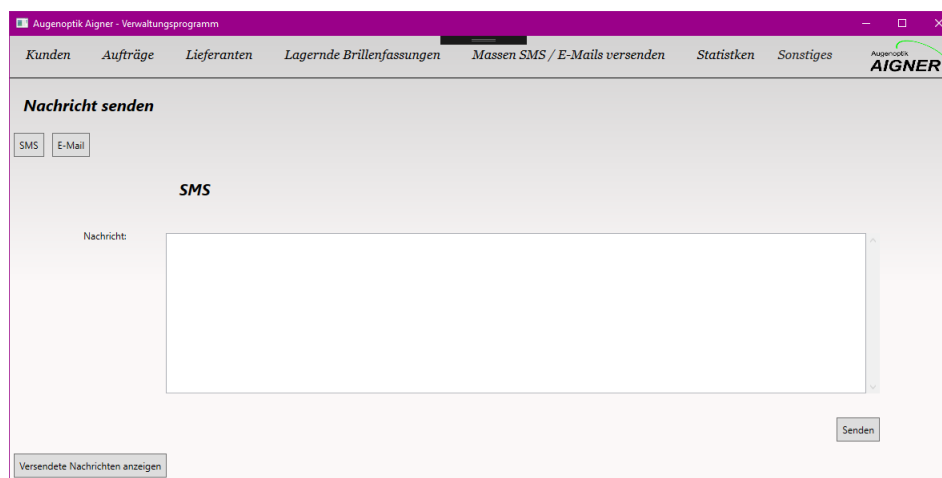 Augenoptik Aigner - Verwaltungsprogramm
Kunden Aufträge Lieferanten Lagernde Brillenfassungen Massen SMS / E-Mails versenden Statistken Sonstiges
Augenoptik
AIGNER
Nachricht senden
SMS E-Mail
SMS
Nachricht:
Senden
Versendete Nachrichten anzeigen